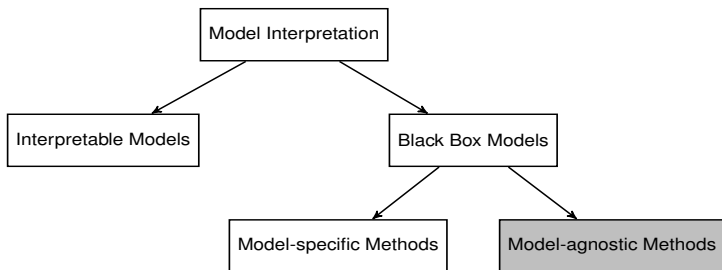 Model Interpretation
Interpretable Models
Black Box Models
Model-specific Methods
Model-agnostic Methods